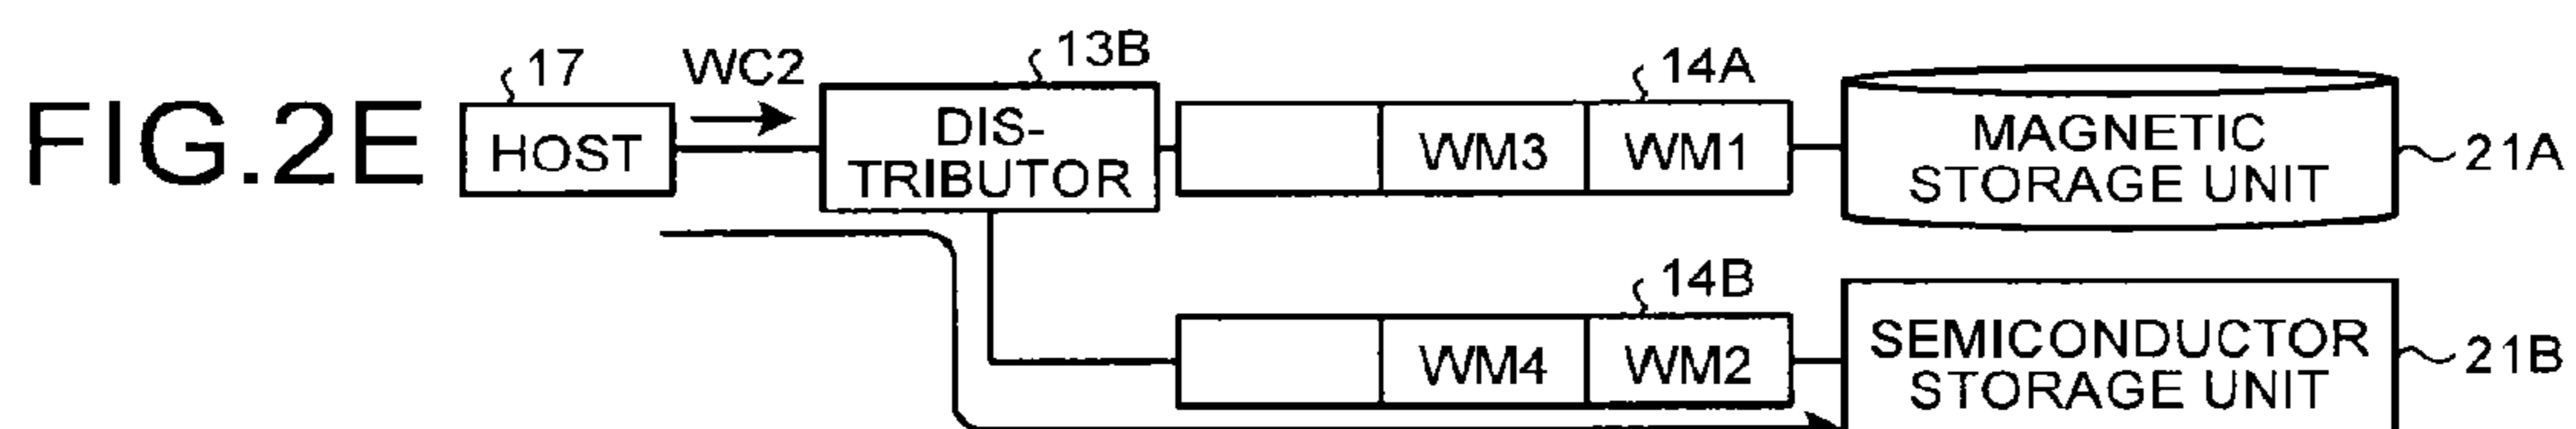 FIG.2E
17
HOST
WC2
13B
DIS-
TRIBUTOR
14A
WM3
WM1
MAGNETIC
STORAGE UNIT
21A
14B
WM4
WM2
SEMICONDUCTOR
STORAGE UNIT
21B